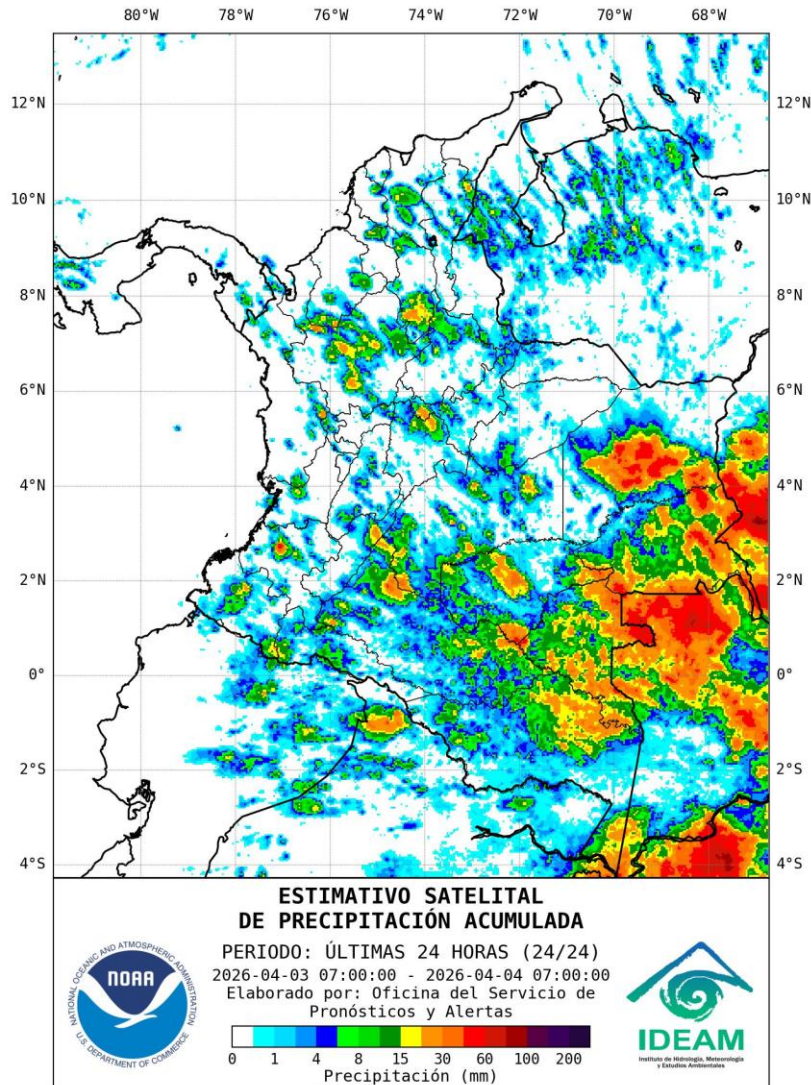 80°W 78°W 76°W 74°W 72°W 70°W 68°W
12°N 12°N
10°N 10°N
8°N 8°N
6°N 6°N
4°N 4°N
2°N 2°N
0° 0°
2°S 2°S
4°S 4°S
ESTIMATIVO SATELITAL
DE PRECIPITACIÓN ACUMULADA
PERIODO: ÚLTIMAS 24 HORAS (24/24)
2026-04-03 07:00:00 - 2026-04-04 07:00:00
Elaborado por: Oficina del Servicio de
Pronósticos y Alertas
0 1 4 8 15 30 60 100 200
Precipitación (mm)
NATIONAL OCEANIC AND ATMOSPHERIC ADMINISTRATION
NOAA
U.S. DEPARTMENT OF COMMERCE
IDEAM
Instituto de Hidrología, Meteorología
y Estudios Ambientales